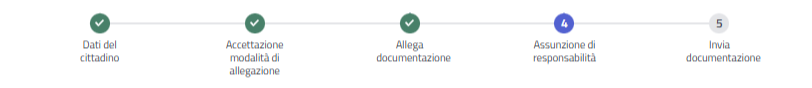 4
5
Dati del
cittadino
Accettazione
modalità di
allegazione
Allega
documentazione
Assunzione di
responsabilità
Invia
documentazione